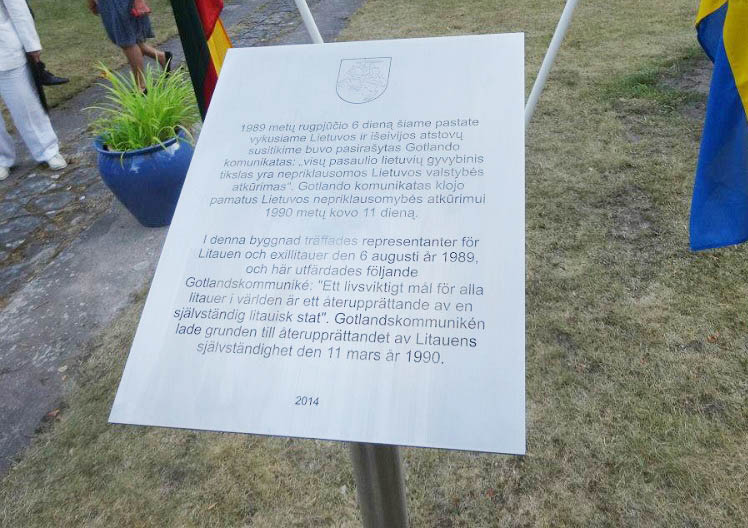 1989 metų rugpjūčio 6 dieną šiame pastate
vykusiame Lietuvos ir išeivijos atstovų
susitikime buvo pasirašytas Gotlando
komunikatas: „visų pasaulio lietuvių gyvybinis
tikslas yra nepriklausomos Lietuvos valstybės
atkūrimas“. Gotlando komunikatas klojo
pamatus Lietuvos nepriklausomybės atkūrimui
1990 metų kovo 11 dieną.
I denna byggnad träffades representanter för
Litauen och exillitauer den 6 augusti år 1989,
och här utfärdades följande
Gotlandskommuniké: "Ett livsviktigt mål för alla
litauer i världen är ett återupprättande av en
självständig litauisk stat". Gotlandskommunikén
lade grunden till återupprättandet av Litauens
självständighet den 11 mars år 1990.
2014